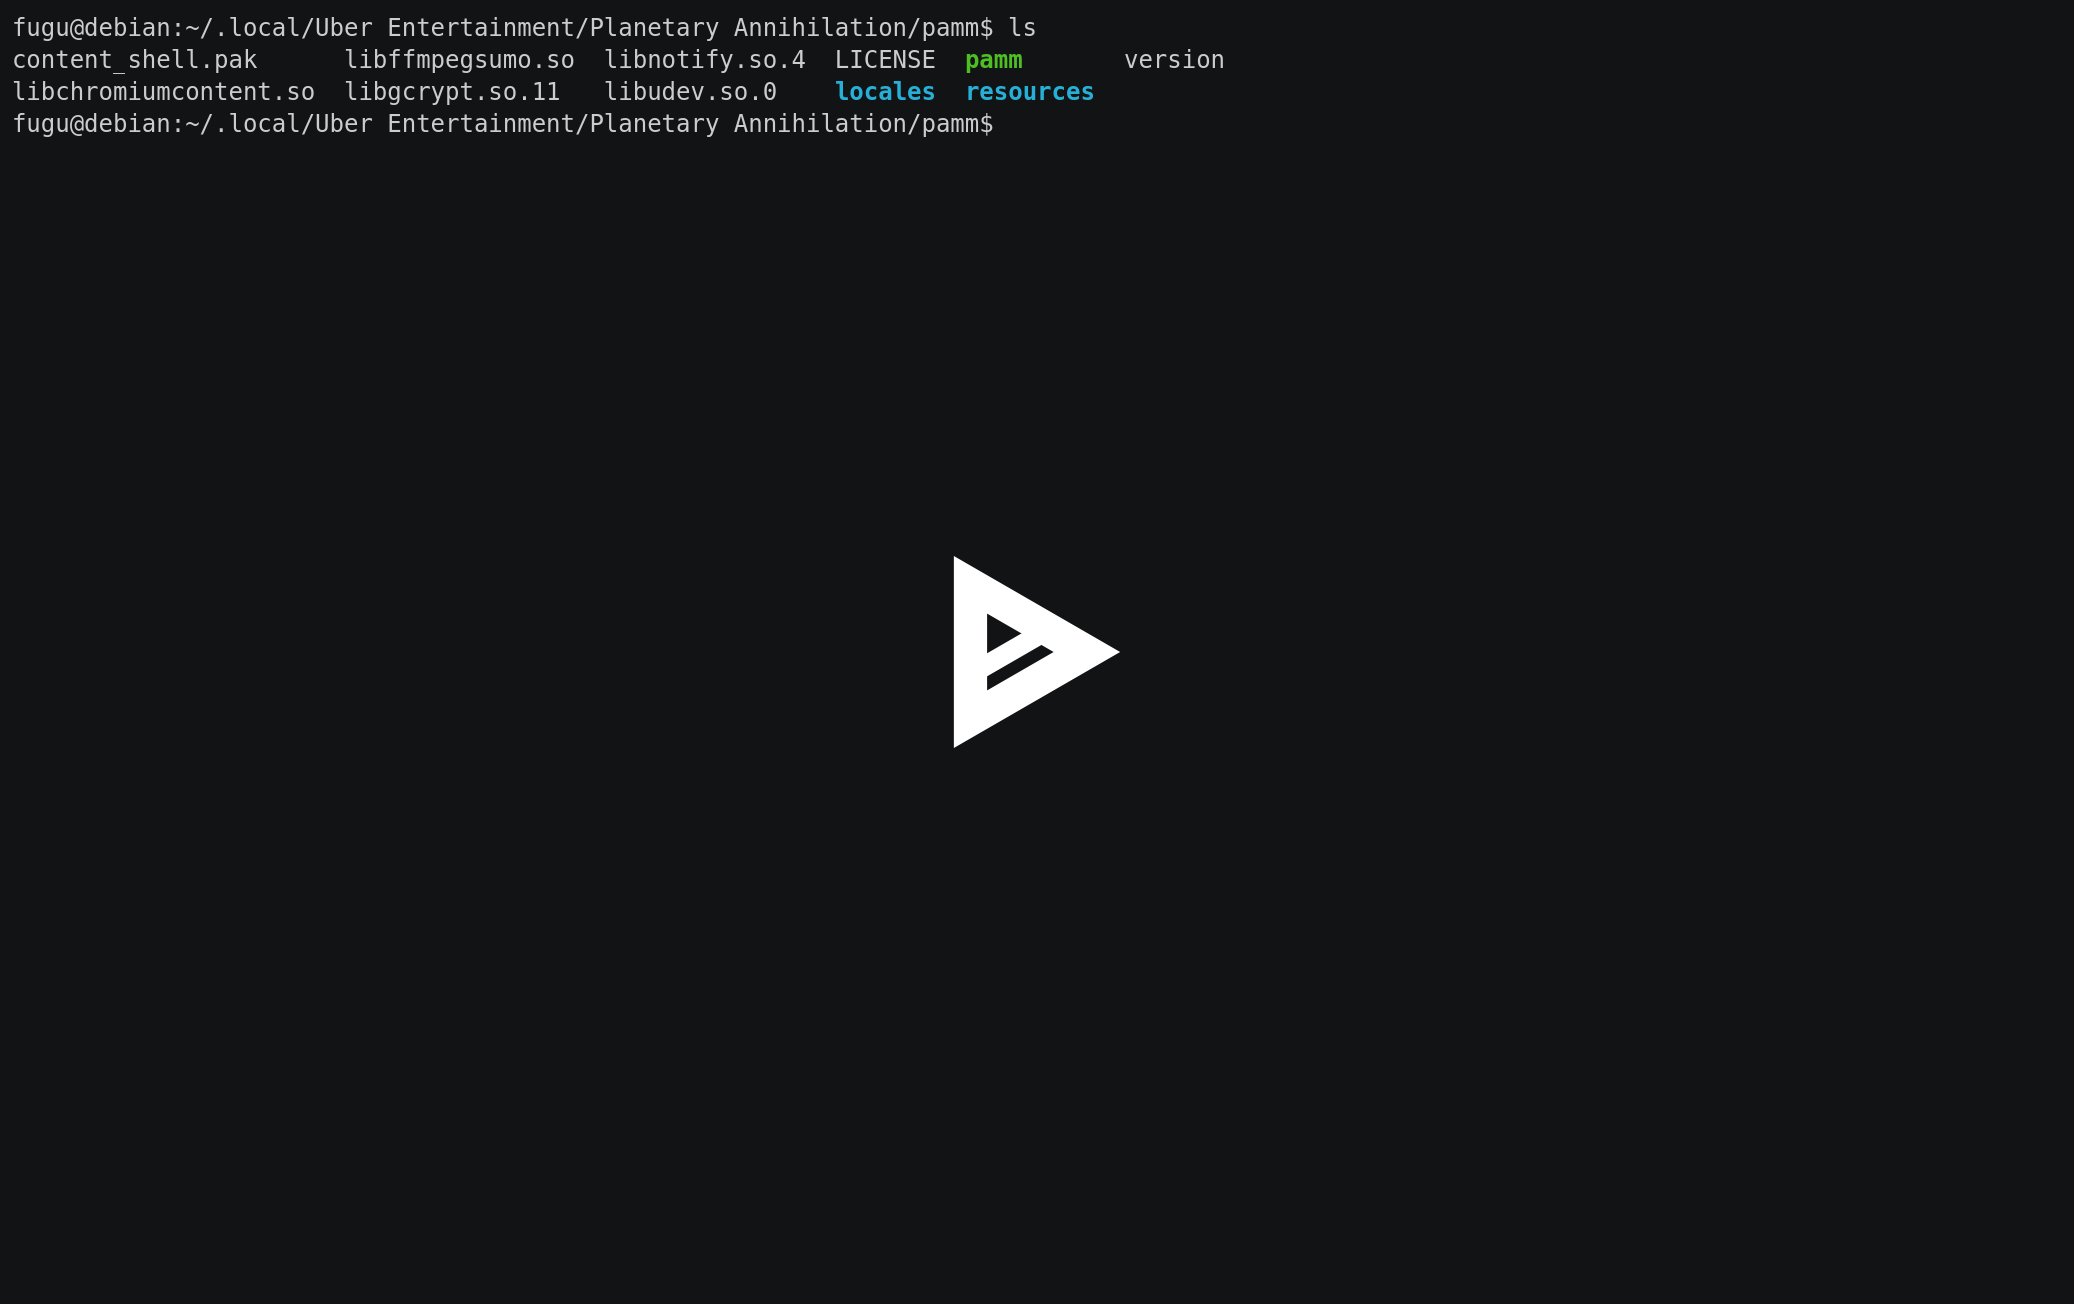 fugu@debian:~/.local/Uber Entertainment/Planetary Annihilation/pamm$ ls
content_shell.pak      libffmpegsumo.so  libnotify.so.4  LICENSE  pamm       version
libchromiumcontent.so  libgcrypt.so.11   libudev.so.0    locales  resources
fugu@debian:~/.local/Uber Entertainment/Planetary Annihilation/pamm$